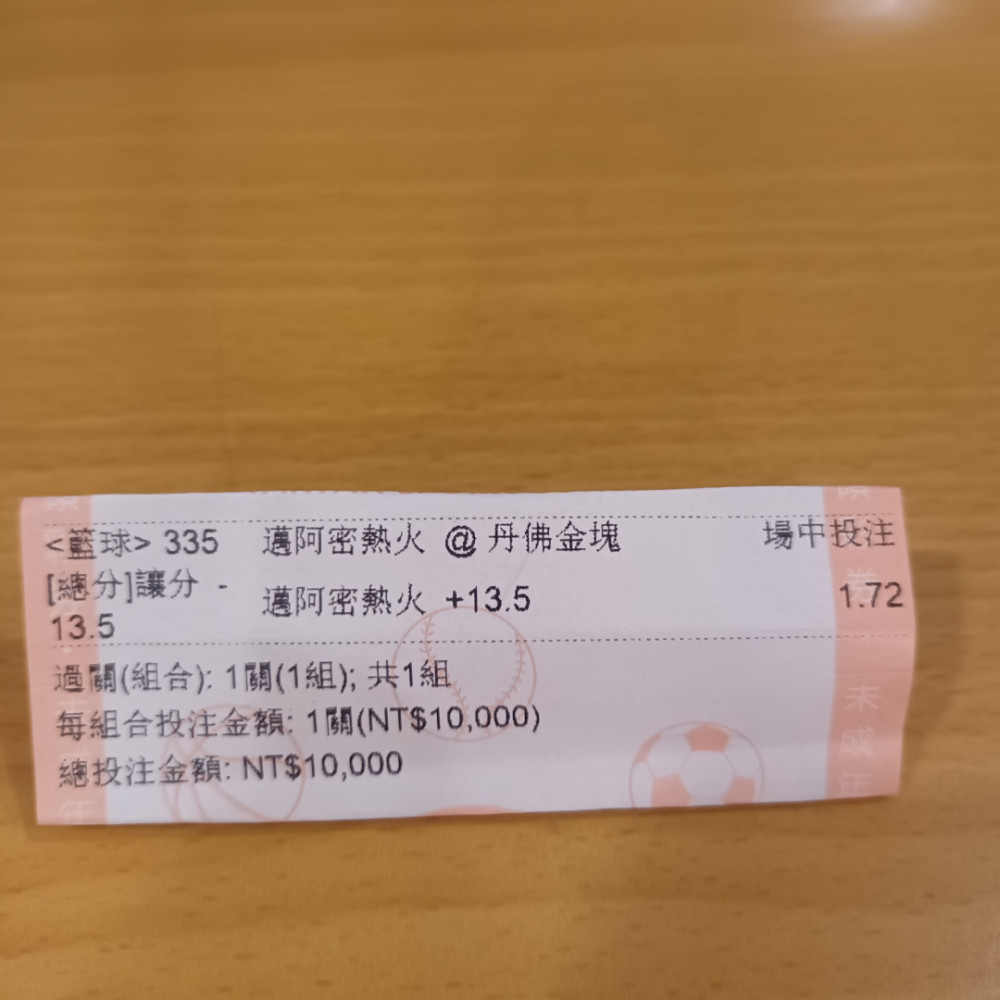 <籃球> 335 邁阿密熱火 @ 丹佛金塊 場中投注
[總分]讓分 - 邁阿密熱火 +13.5 1.72
13.5
過關(組合): 1關(1組); 共1組
每組合投注金額: 1關(NT$10,000)
總投注金額: NT$10,000
未
成
年
年